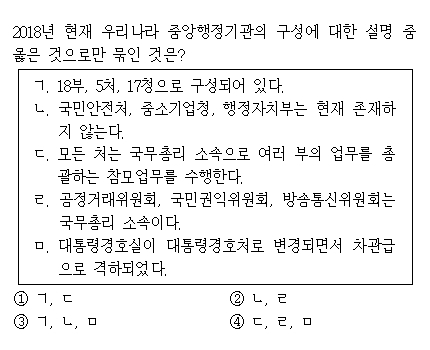 2018년 현재 우리나라 중앙행정기관의 구성에 대한 설명 중
옳은 것으로만 묶인 것은?
ㄱ. 18부, 5처, 17청으로 구성되어 있다.
ㄴ. 국민안전처, 중소기업청, 행정자치부는 현재 존재하
지 않는다.
ㄷ. 모든 처는 국무총리 소속으로 여러 부의 업무를 총
괄하는 참모업무를 수행한다.
ㄹ. 공정거래위원회, 국민권익위원회, 방송통신위원회는
국무총리 소속이다.
ㅁ. 대통령경호실이 대통령경호처로 변경되면서 차관급
으로 격하되었다.
① ㄱ, ㄷ ② ㄴ, ㄹ
③ ㄱ, ㄴ, ㅁ ④ ㄷ, ㄹ, ㅁ